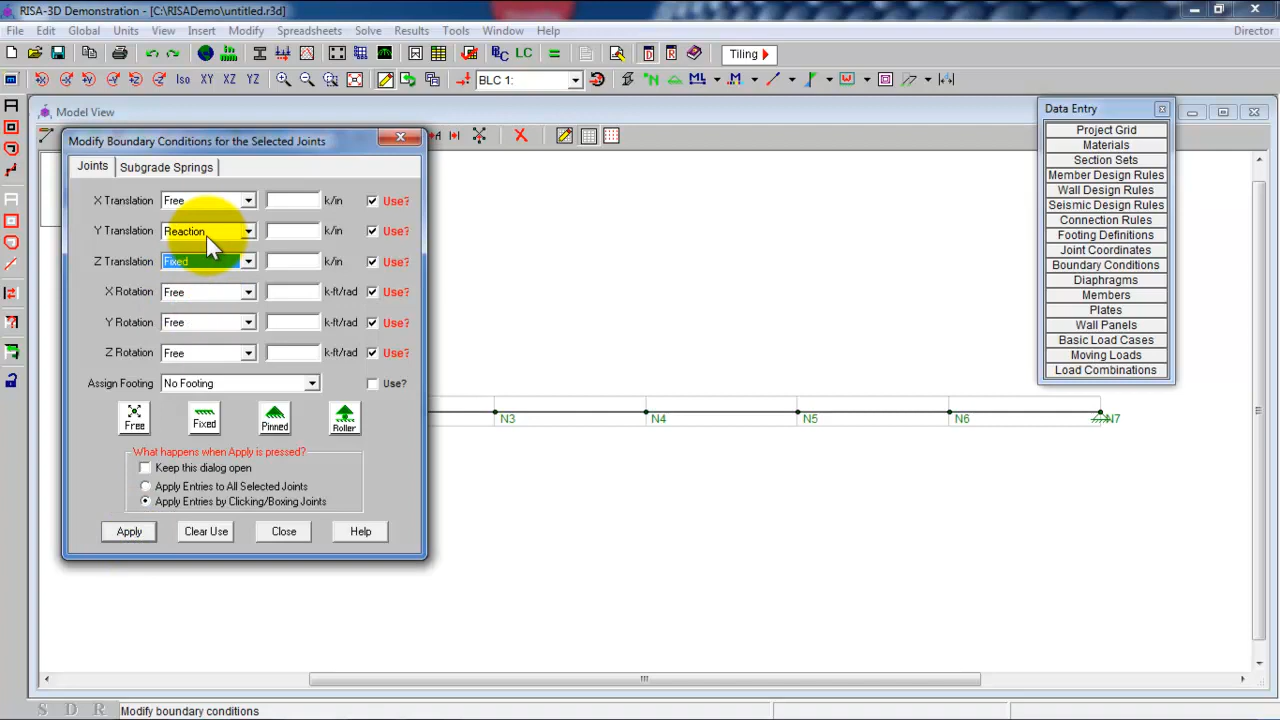 RISA-3D Demonstration - [C:\RISADemo\untitled.r3d]
File Edit Global Units View Insert Modify Spreadsheets Solve Results Tools Window Help
Director
Tiling
Iso XY XZ YZ
LC
BLC 1:
D R
Model View
Data Entry
Project Grid
Materials
Section Sets
Member Design Rules
Wall Design Rules
Seismic Design Rules
Connection Rules
Footing Definitions
Joint Coordinates
Boundary Conditions
Diaphragms
Members
Plates
Wall Panels
Basic Load Cases
Moving Loads
Load Combinations
Modify Boundary Conditions for the Selected Joints
Joints Subgrade Springs
X Translation Free k/in Use?
Y Translation Reaction k/in Use?
Z Translation Fixed k/in Use?
X Rotation Free k-ft/rad Use?
Y Rotation Free k-ft/rad Use?
Z Rotation Free k-ft/rad Use?
Assign Footing No Footing Use?
Free Fixed Pinned Roller
What happens when Apply is pressed?
Keep this dialog open
Apply Entries to All Selected Joints
Apply Entries by Clicking/Boxing Joints
Apply Clear Use Close Help
N3 N4 N5 N6 N7
S D R Modify boundary conditions